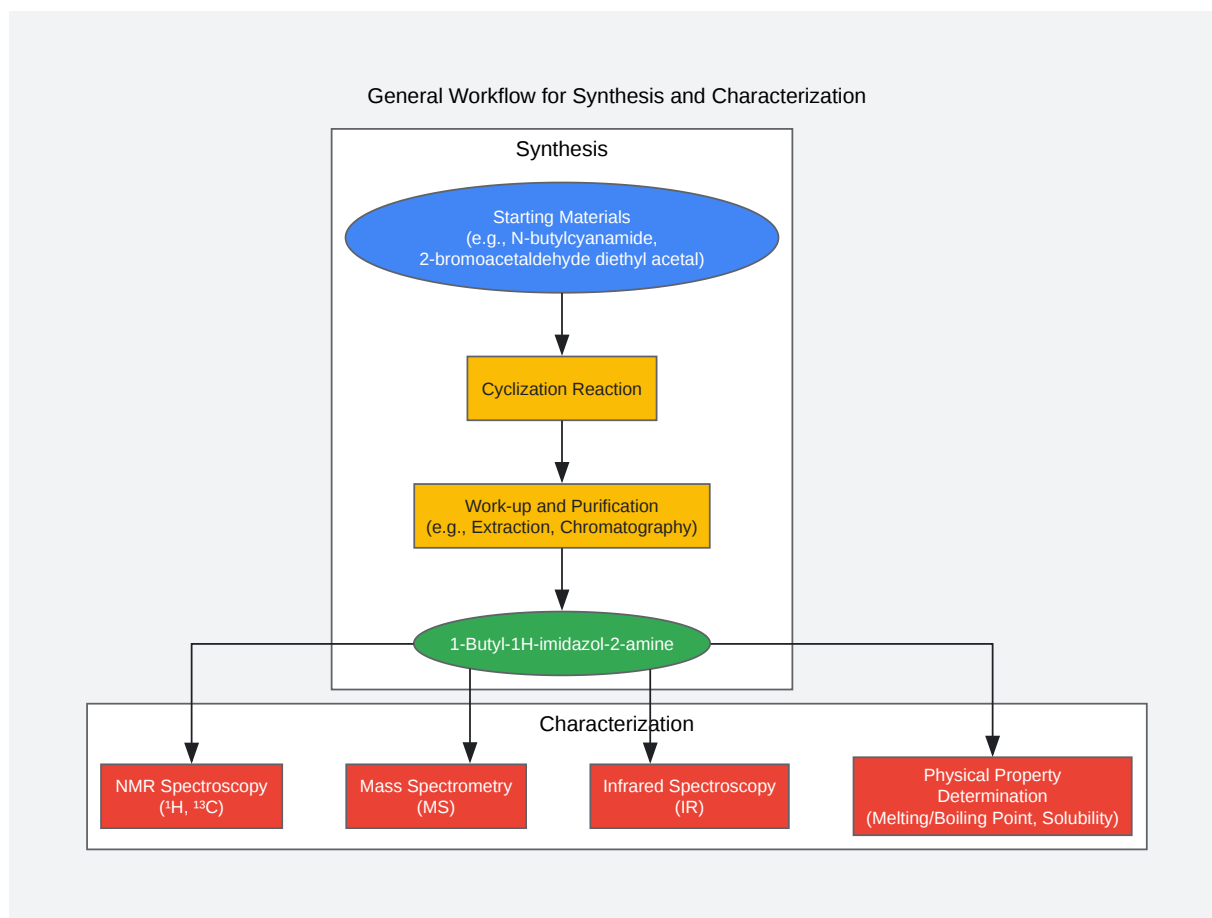 General Workflow for Synthesis and Characterization
Synthesis
Starting Materials
(e.g., N-butylcyanamide,
2-bromoacetaldehyde diethyl acetal)
Cyclization Reaction
Work-up and Purification
(e.g., Extraction, Chromatography)
1-Butyl-1H-imidazol-2-amine
Characterization
NMR Spectroscopy
(¹H, ¹³C)
Mass Spectrometry
(MS)
Infrared Spectroscopy
(IR)
Physical Property
Determination
(Melting/Boiling Point, Solubility)